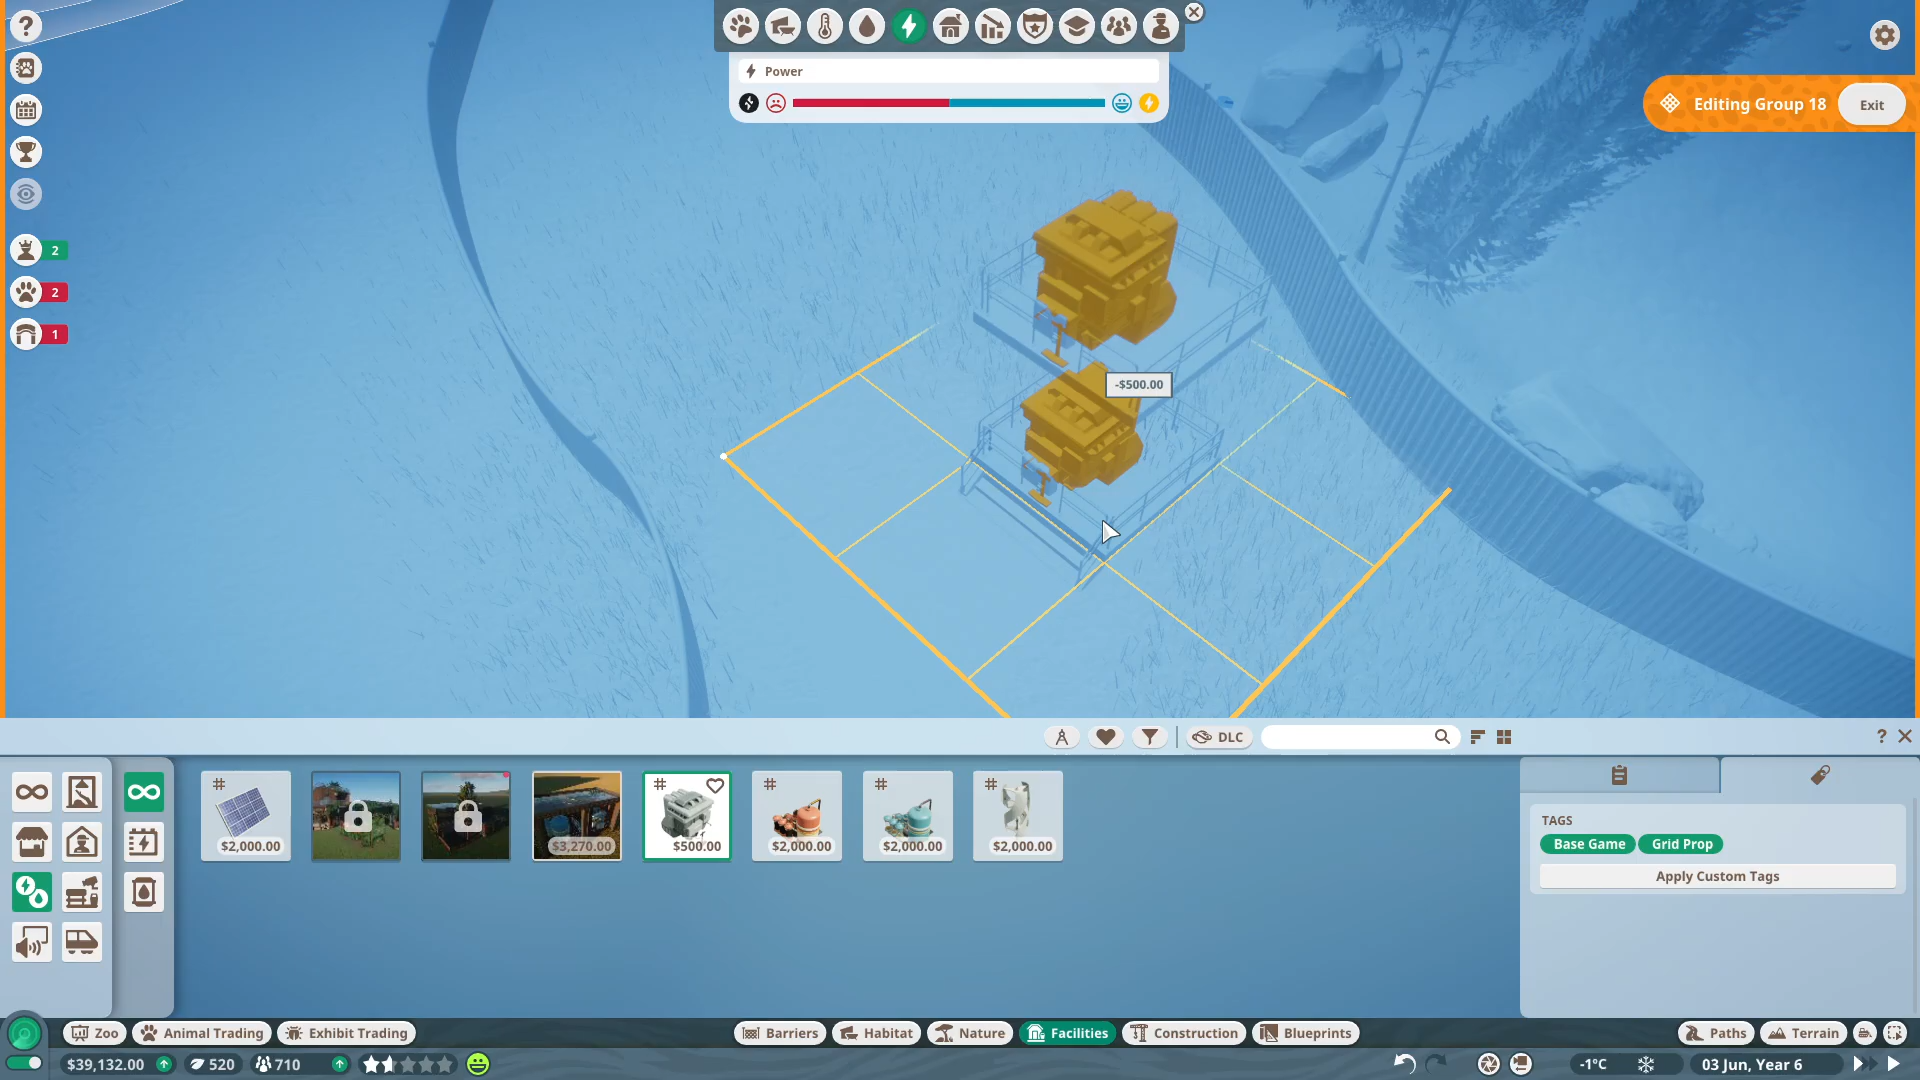 ?
Power
Editing Group 18
Exit
2
2
1
-$500.00
DLC
?
$2,000.00
$3,270.00
$500.00
$2,000.00
$2,000.00
$2,000.00
TAGS
Base Game
Grid Prop
Apply Custom Tags
Zoo
Animal Trading
Exhibit Trading
Barriers
Habitat
Nature
Facilities
Construction
Blueprints
Paths
Terrain
$39,132.00
520
710
-1°C
03 Jun, Year 6